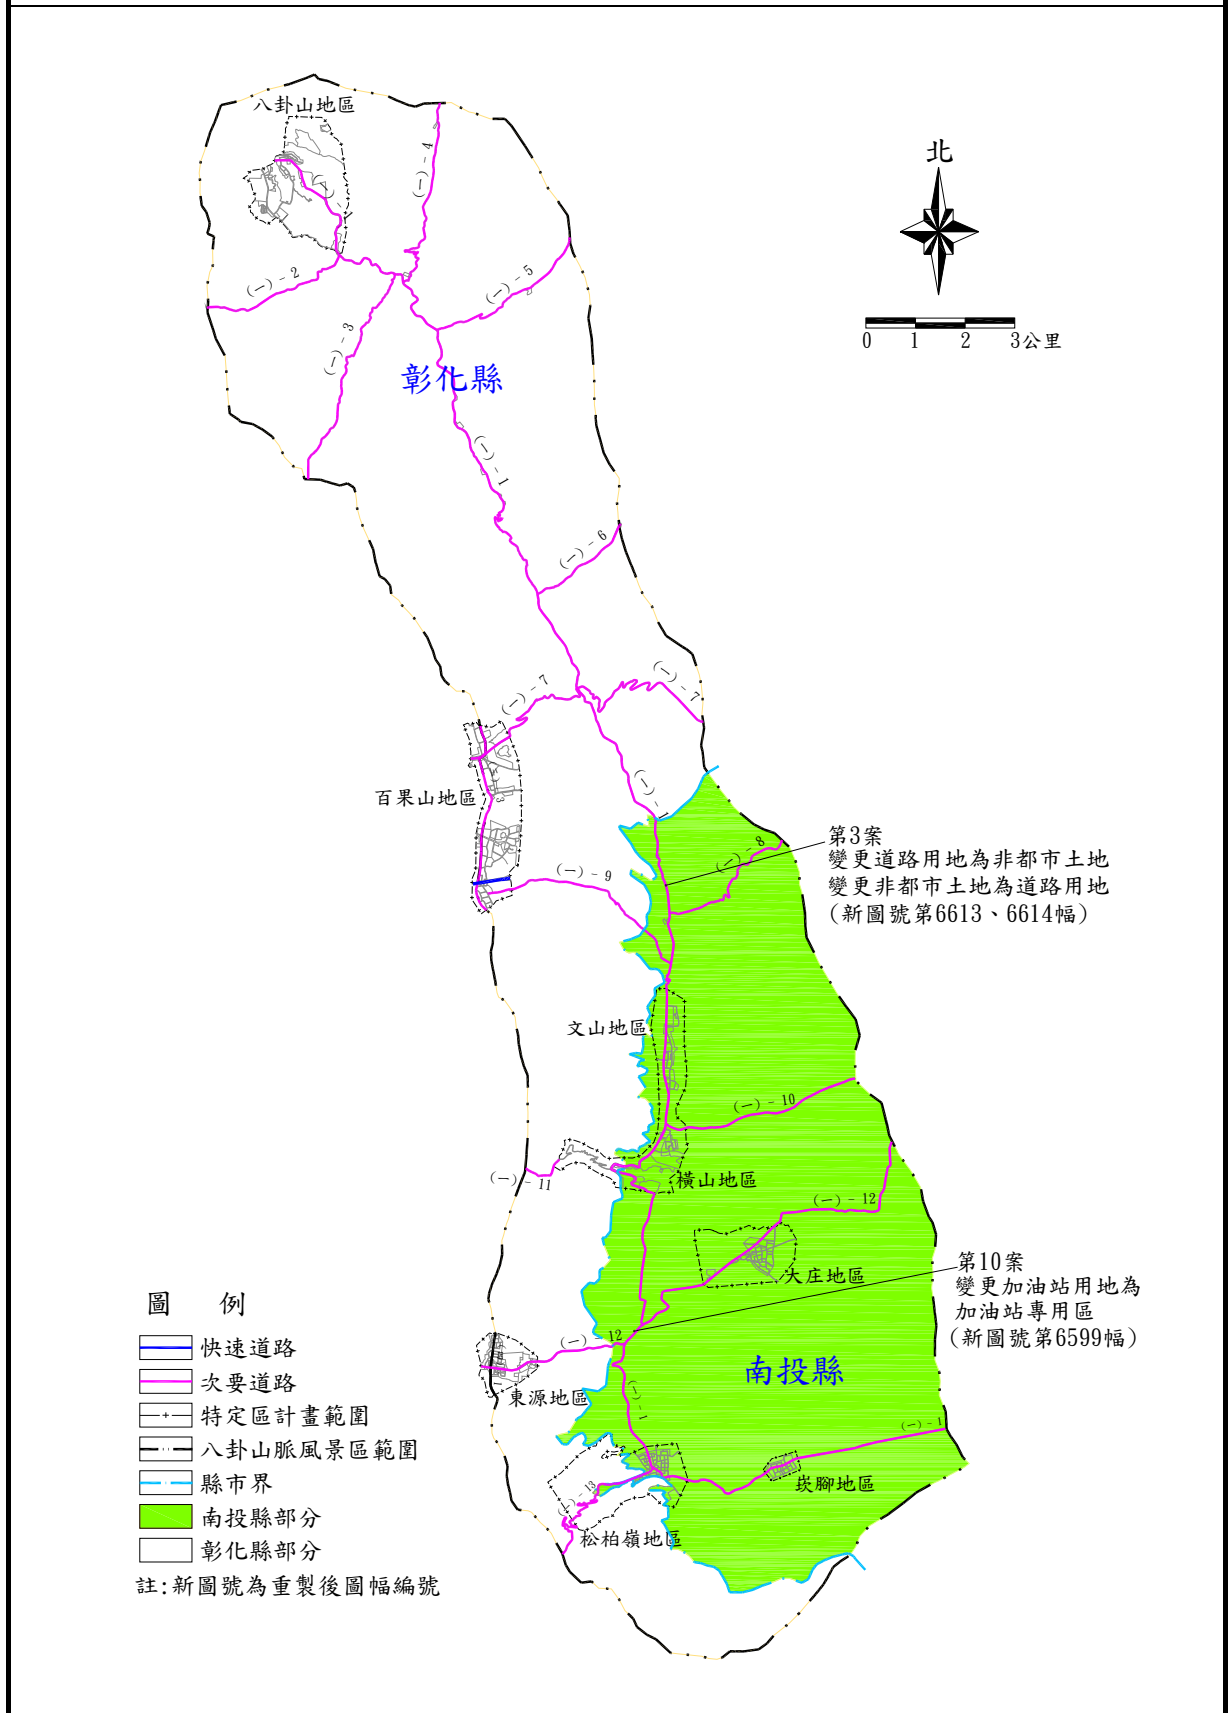 八卦山地區
北
(一)-4
(一)-1
(一)-2
(一)-5
(一)-3
0 1 2 3公里
彰化縣
(一)-1
(一)-6
(一)-7
(一)-7
百果山地區
(一)-1
(一)-8
第3案
變更道路用地為非都市土地
變更非都市土地為道路用地
(新圖號第6613、6614幅)
(一)-9
文山地區
(一)-10
(一)-11
橫山地區
(一)-12
大庄地區
第10案
變更加油站用地為
加油站專用區
(新圖號第6599幅)
(一)-12
南投縣
東源地區
(一)-1
(一)-1
崁腳地區
(一)-13
松柏嶺地區
圖 例
快速道路
次要道路
特定區計畫範圍
八卦山脈風景區範圍
縣市界
南投縣部分
彰化縣部分
註:新圖號為重製後圖幅編號